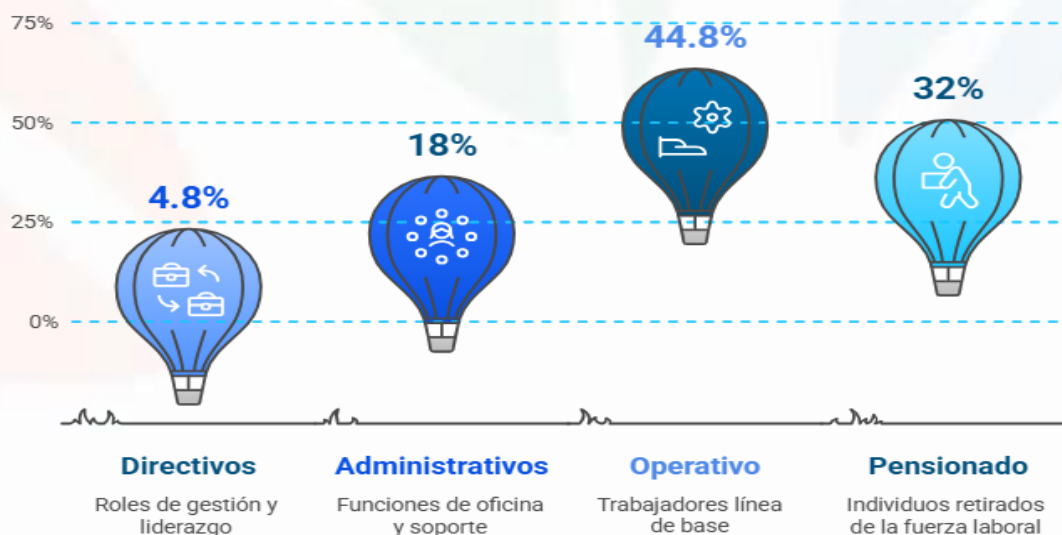 75%
44.8%
32%
50%
18%
4.8%
25%
0%
Directivos
Roles de gestión y
liderazgo
Administrativos
Funciones de oficina
y soporte
Operativo
Trabajadores línea
de base
Pensionado
Individuos retirados
de la fuerza laboral